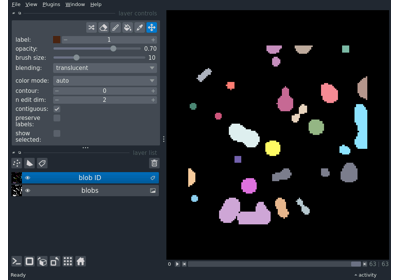 File View Plugins Window Help
layer controls
label: 1
opacity: 0.70
brush size: 10
blending: translucent
color mode: auto
contour: 0
n edit dim: 2
contiguous:
preserve
labels:
show
selected:
layer list
blob ID
blobs
63 63
Ready
activity